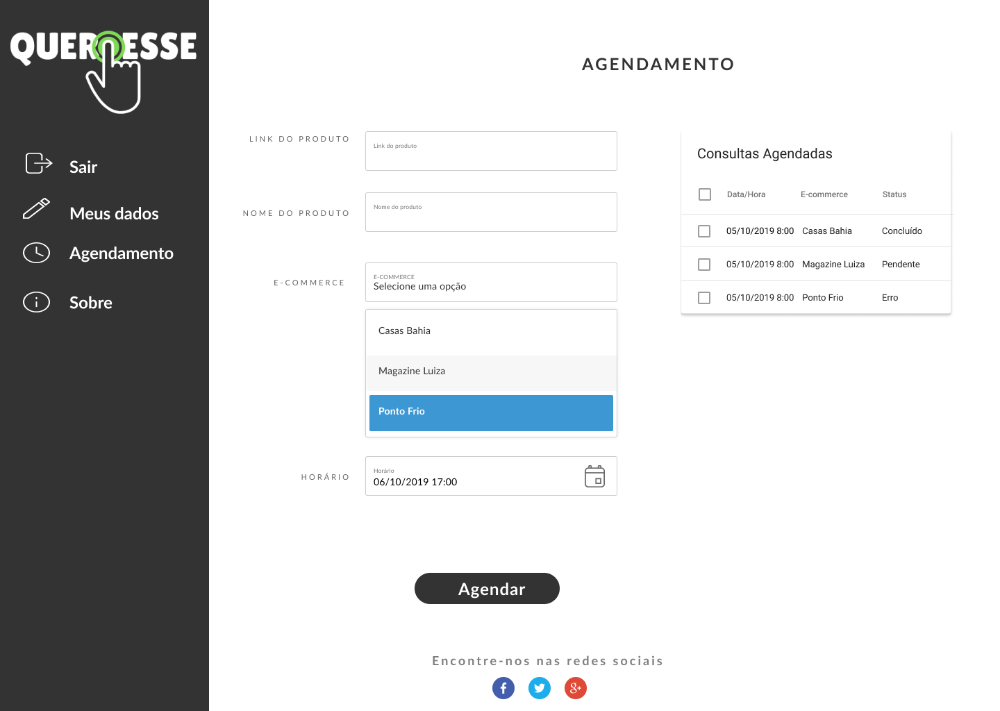 QUERO ESSE
Sair
Meus dados
Agendamento
Sobre
AGENDAMENTO
LINK DO PRODUTO
Link do produto
NOME DO PRODUTO
Nome do produto
E-COMMERCE
E-COMMERCE
Selecione uma opção
Casas Bahia
Magazine Luiza
Ponto Frio
HORÁRIO
Horário
06/10/2019 17:00
Agendar
Consultas Agendadas
Data/Hora E-commerce Status
05/10/2019 8:00 Casas Bahia Concluído
05/10/2019 8:00 Magazine Luiza Pendente
05/10/2019 8:00 Ponto Frio Erro
Encontre-nos nas redes sociais
f
g+